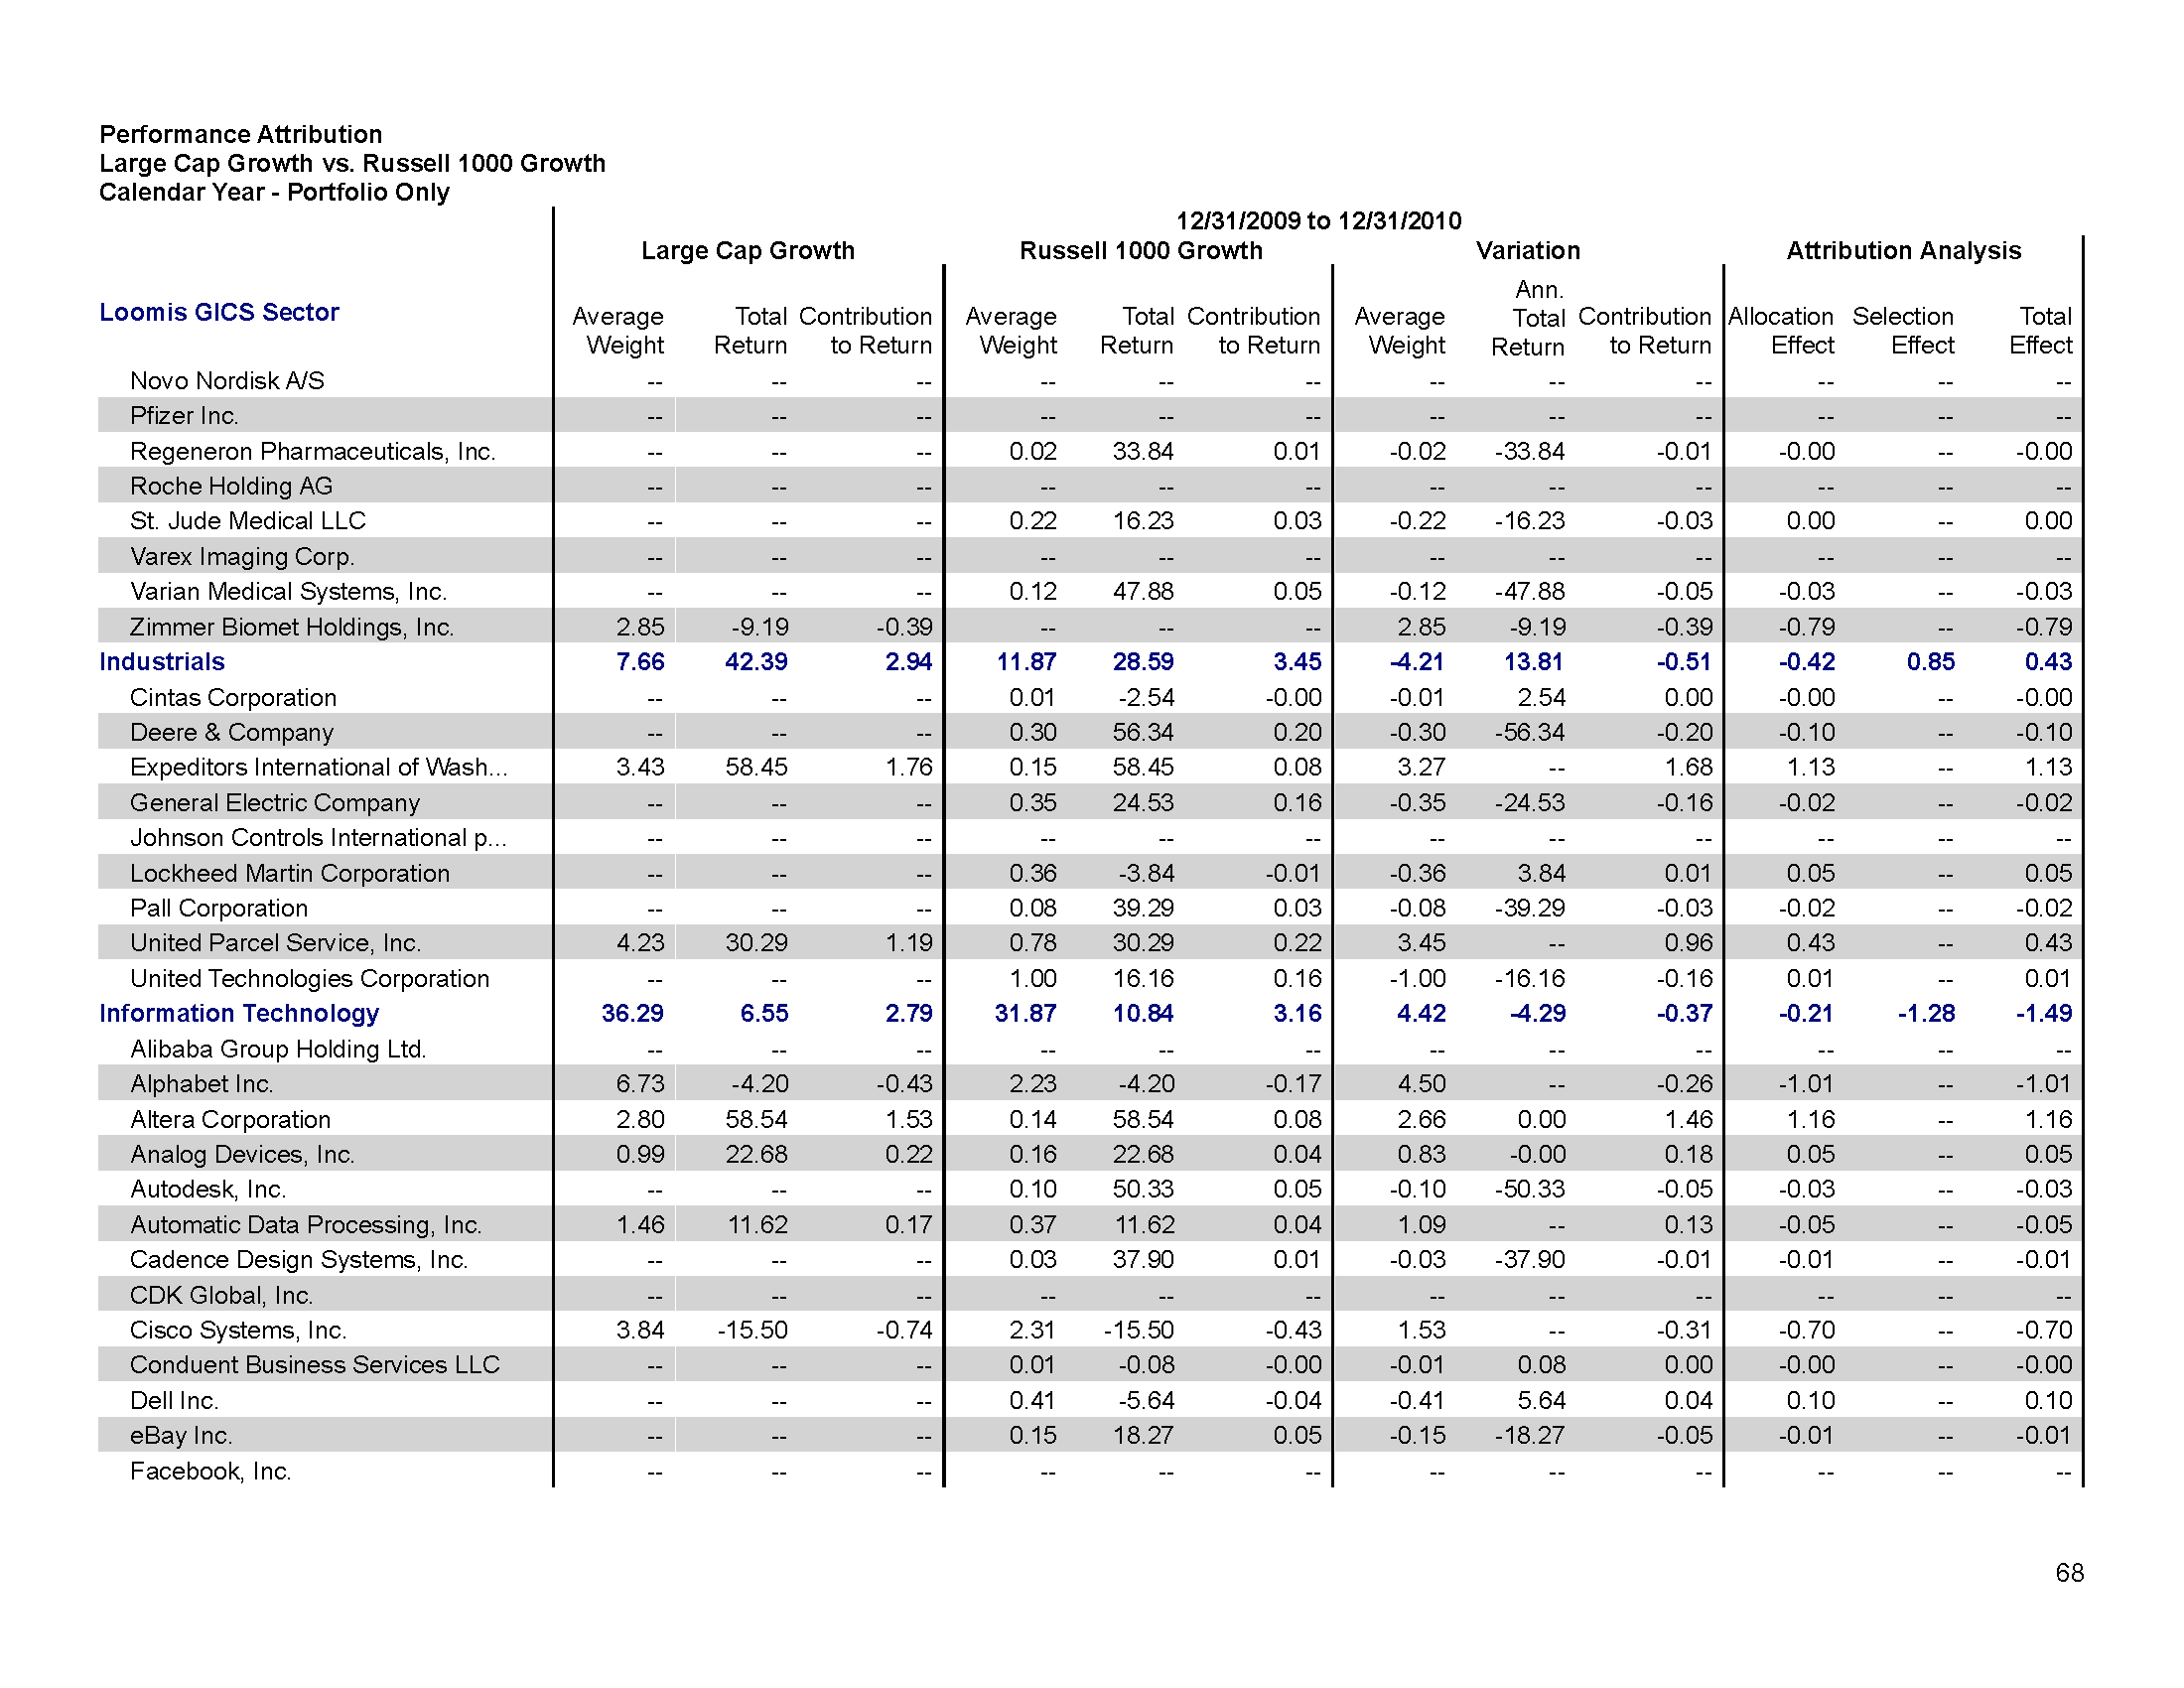 Performance Attribution
Large Cap Growth vs. Russell 1000 Growth
Calendar Year - Portfolio Only
12/31/2009 to 12/31/2010
Large Cap Growth Russell 1000 Growth Variation Attribution Analysis
Loomis GICS Sector Average Weight Total Return Contribution to Return Average Weight Total Return Contribution to Return Average Weight Ann. Total Return Contribution to Return Allocation Effect Selection Effect Total Effect
Novo Nordisk A/S -- -- -- -- -- -- -- -- -- -- -- --
Pfizer Inc. -- -- -- -- -- -- -- -- -- -- -- --
Regeneron Pharmaceuticals, Inc. -- -- -- 0.02 33.84 0.01 -0.02 -33.84 -0.01 -0.00 -- -0.00
Roche Holding AG -- -- -- -- -- -- -- -- -- -- -- --
St. Jude Medical LLC -- -- -- 0.22 16.23 0.03 -0.22 -16.23 -0.03 0.00 -- 0.00
Varex Imaging Corp. -- -- -- -- -- -- -- -- -- -- -- --
Varian Medical Systems, Inc. -- -- -- 0.12 47.88 0.05 -0.12 -47.88 -0.05 -0.03 -- -0.03
Zimmer Biomet Holdings, Inc. 2.85 -9.19 -0.39 -- -- -- 2.85 -9.19 -0.39 -0.79 -- -0.79
Industrials 7.66 42.39 2.94 11.87 28.59 3.45 -4.21 13.81 -0.51 -0.42 0.85 0.43
Cintas Corporation -- -- -- 0.01 -2.54 -0.00 -0.01 2.54 0.00 -0.00 -- -0.00
Deere & Company -- -- -- 0.30 56.34 0.20 -0.30 -56.34 -0.20 -0.10 -- -0.10
Expeditors International of Wash... 3.43 58.45 1.76 0.15 58.45 0.08 3.27 -- 1.68 1.13 -- 1.13
General Electric Company -- -- -- 0.35 24.53 0.16 -0.35 -24.53 -0.16 -0.02 -- -0.02
Johnson Controls International p... -- -- -- -- -- -- -- -- -- -- -- --
Lockheed Martin Corporation -- -- -- 0.36 -3.84 -0.01 -0.36 3.84 0.01 0.05 -- 0.05
Pall Corporation -- -- -- 0.08 39.29 0.03 -0.08 -39.29 -0.03 -0.02 -- -0.02
United Parcel Service, Inc. 4.23 30.29 1.19 0.78 30.29 0.22 3.45 -- 0.96 0.43 -- 0.43
United Technologies Corporation -- -- -- 1.00 16.16 0.16 -1.00 -16.16 -0.16 0.01 -- 0.01
Information Technology 36.29 6.55 2.79 31.87 10.84 3.16 4.42 -4.29 -0.37 -0.21 -1.28 -1.49
Alibaba Group Holding Ltd. -- -- -- -- -- -- -- -- -- -- -- --
Alphabet Inc. 6.73 -4.20 -0.43 2.23 -4.20 -0.17 4.50 -- -0.26 -1.01 -- -1.01
Altera Corporation 2.80 58.54 1.53 0.14 58.54 0.08 2.66 0.00 1.46 1.16 -- 1.16
Analog Devices, Inc. 0.99 22.68 0.22 0.16 22.68 0.04 0.83 -0.00 0.18 0.05 -- 0.05
Autodesk, Inc. -- -- -- 0.10 50.33 0.05 -0.10 -50.33 -0.05 -0.03 -- -0.03
Automatic Data Processing, Inc. 1.46 11.62 0.17 0.37 11.62 0.04 1.09 -- 0.13 -0.05 -- -0.05
Cadence Design Systems, Inc. -- -- -- 0.03 37.90 0.01 -0.03 -37.90 -0.01 -0.01 -- -0.01
CDK Global, Inc. -- -- -- -- -- -- -- -- -- -- -- --
Cisco Systems, Inc. 3.84 -15.50 -0.74 2.31 -15.50 -0.43 1.53 -- -0.31 -0.70 -- -0.70
Conduent Business Services LLC -- -- -- 0.01 -0.08 -0.00 -0.01 0.08 0.00 -0.00 -- -0.00
Dell Inc. -- -- -- 0.41 -5.64 -0.04 -0.41 5.64 0.04 0.10 -- 0.10
eBay Inc. -- -- -- 0.15 18.27 0.05 -0.15 -18.27 -0.05 -0.01 -- -0.01
Facebook, Inc. -- -- -- -- -- -- -- -- -- -- -- --
68